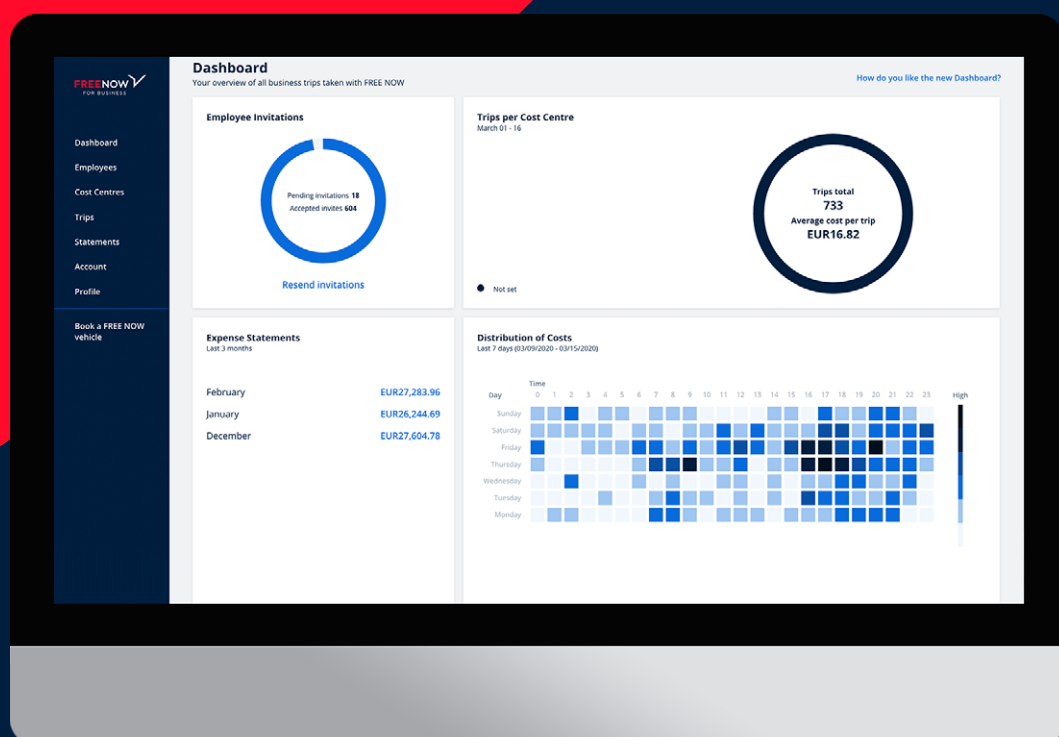 FREENOW
FOR BUSINESS
Dashboard
Employees
Cost Centres
Trips
Statements
Account
Profile
Book a FREE NOW
vehicle
Dashboard
Your overview of all business trips taken with FREE NOW
How do you like the new Dashboard?
Employee Invitations
Pending invitations 18
Accepted invites 604
Resend invitations
Trips per Cost Centre
March 01 - 16
Trips total
733
Average cost per trip
EUR16.82
Not set
Expense Statements
Last 3 months
February EUR27,283.96
January EUR26,244.69
December EUR27,604.78
Distribution of Costs
Last 7 days (03/09/2020 - 03/15/2020)
Time
Day 0 1 2 3 4 5 6 7 8 9 10 11 12 13 14 15 16 17 18 19 20 21 22 23 High
Sunday
Saturday
Friday
Thursday
Wednesday
Tuesday
Monday